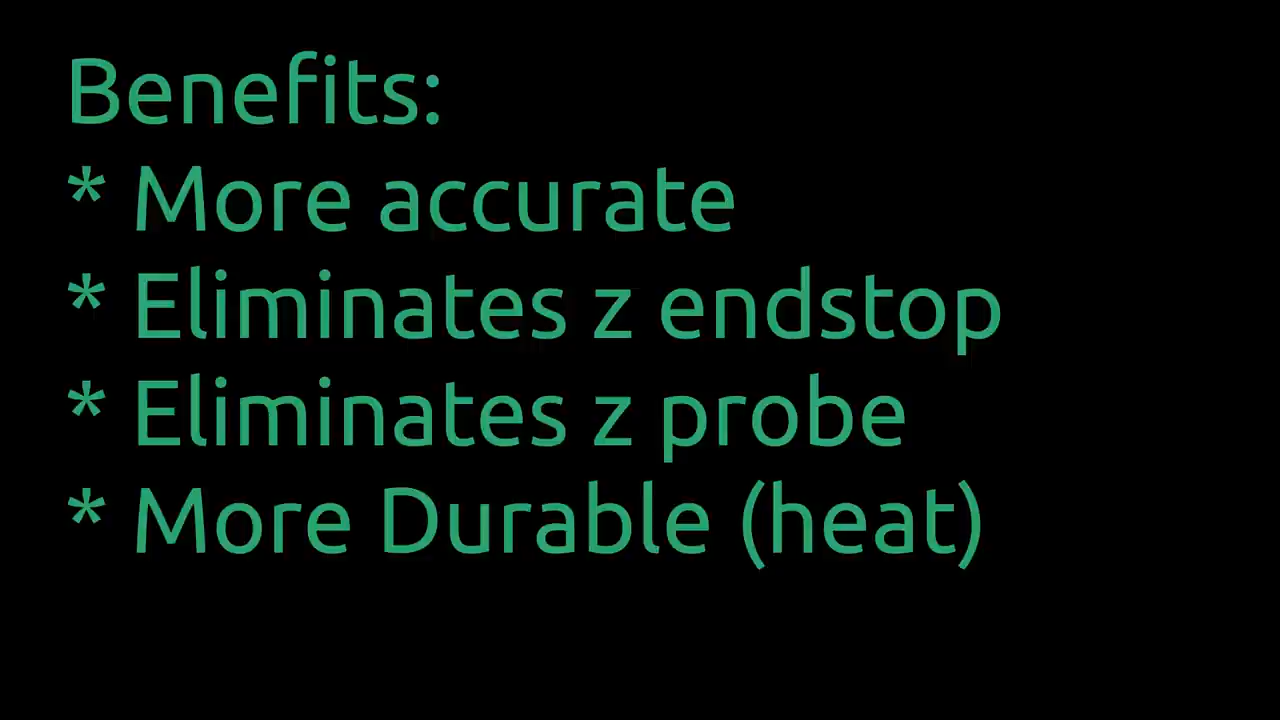 Benefits:
* More accurate
* Eliminates z endstop
* Eliminates z probe
* More Durable (heat)